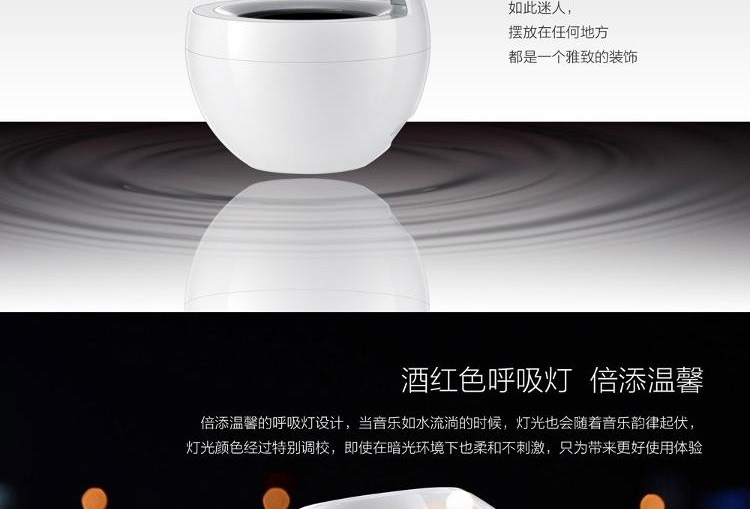 如此迷人，
摆放在任何地方
都是一个雅致的装饰
酒红色呼吸灯 倍添温馨
倍添温馨的呼吸灯设计，当音乐如水流淌的时候，灯光也会随着音乐韵律起伏，
灯光颜色经过特别调校，即使在暗光环境下也柔和不刺激，只为带来更好使用体验